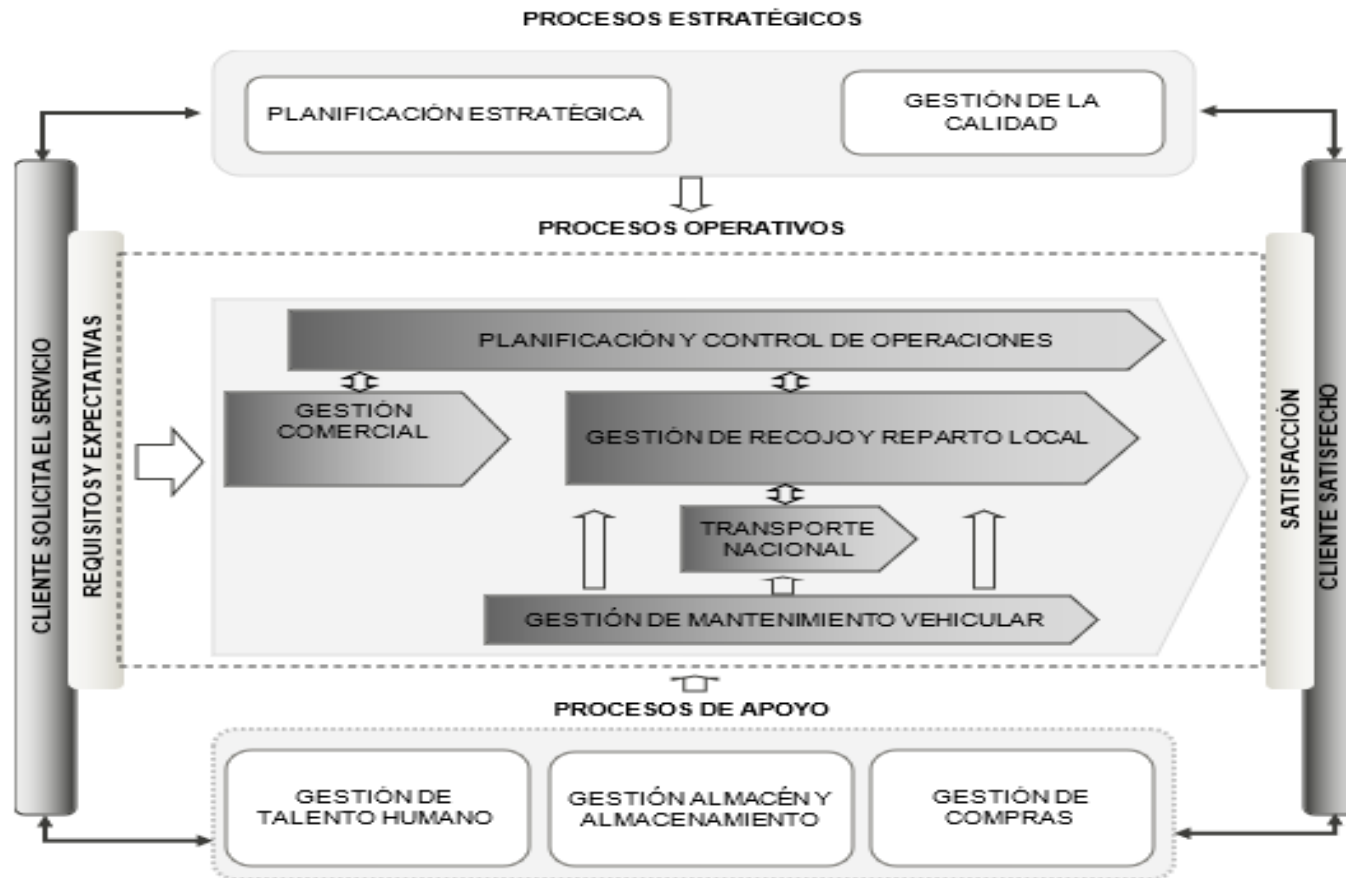 PROCESOS ESTRATÉGICOS
PLANIFICACIÓN ESTRATÉGICA
GESTIÓN DE LA
CALIDAD
PROCESOS OPERATIVOS
CLIENTE SOLICITA EL SERVICIO
REQUISITOS Y EXPECTATIVAS
PLANIFICACIÓN Y CONTROL DE OPERACIONES
GESTIÓN
COMERCIAL
GESTIÓN DE RECOJO Y REPARTO LOCAL
TRANSPORTE
NACIONAL
GESTIÓN DE MANTENIMIENTO VEHICULAR
SATISFACCIÓN
CLIENTE SATISFECHO
PROCESOS DE APOYO
GESTIÓN DE
TALENTO HUMANO
GESTIÓN ALMACÉN Y
ALMACENAMIENTO
GESTIÓN DE
COMPRAS